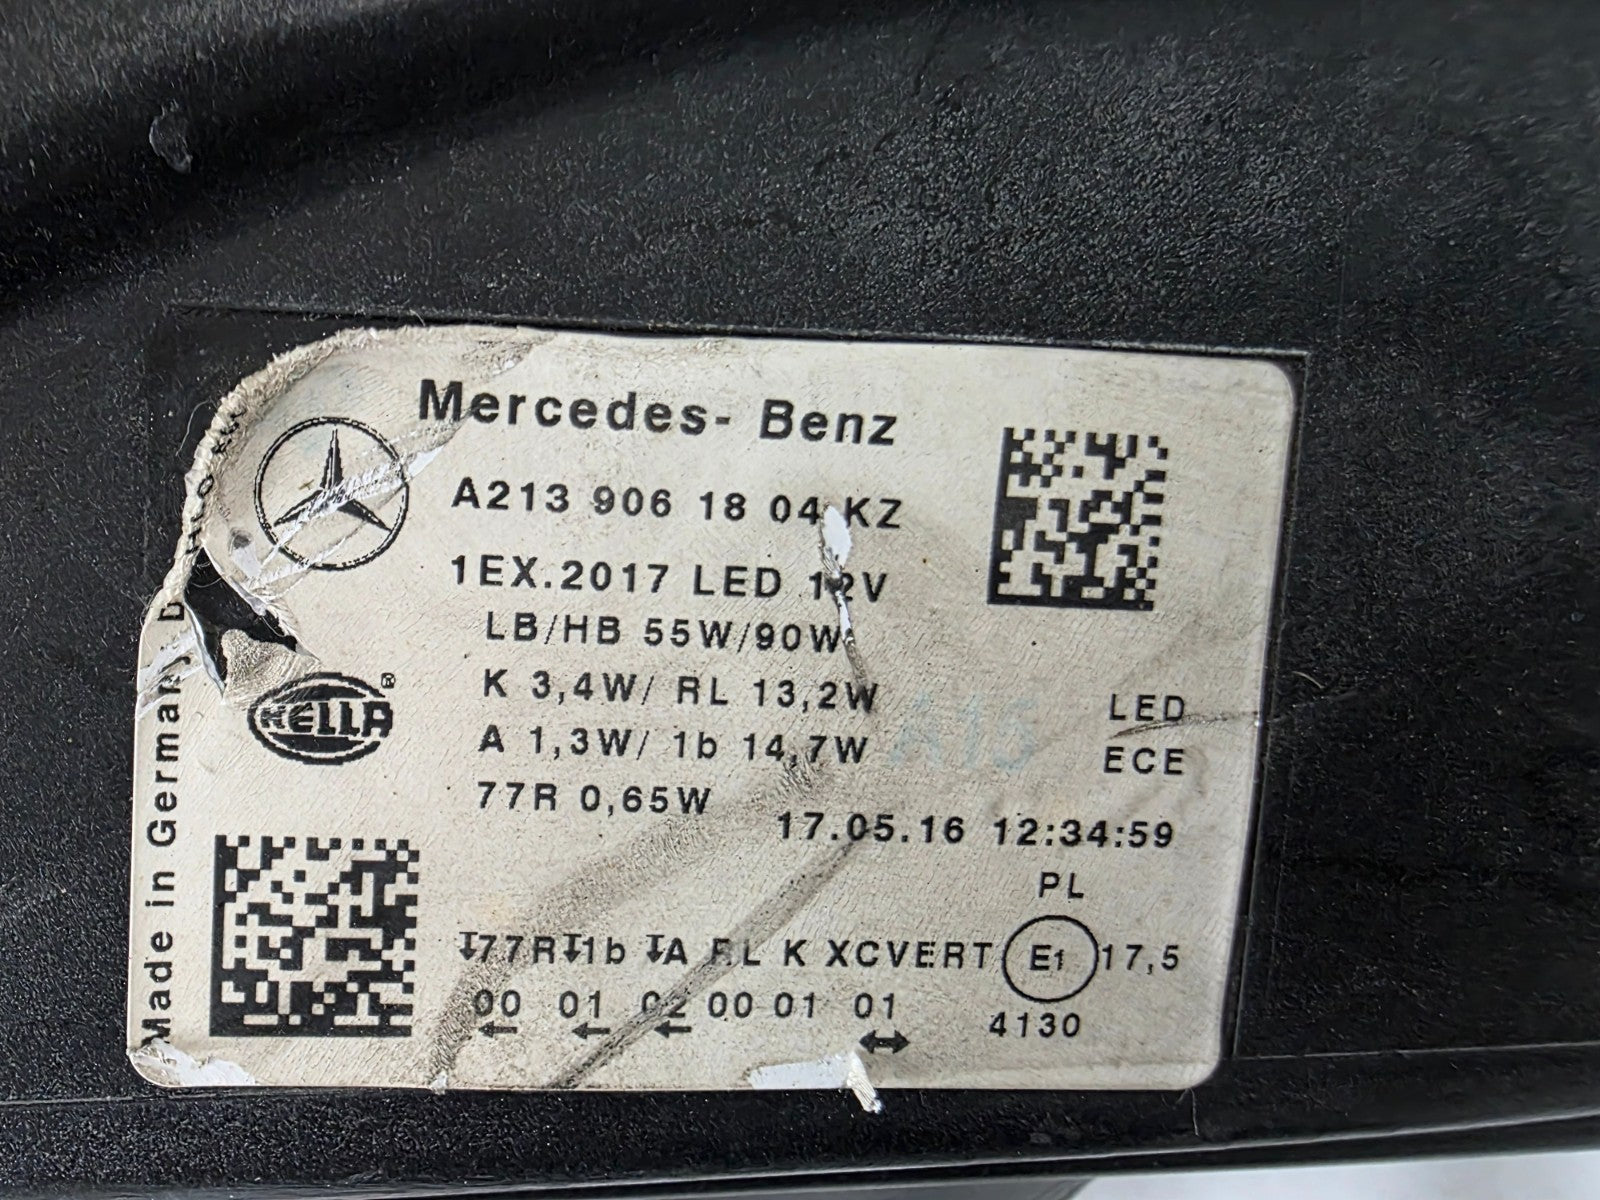 Mercedes- Benz
A213 906 18 04 KZ
1EX.2017 LED 12V
LB/HB 55W/90W
K 3,4W/ RL 13,2W
A 1,3W/ 1b 14,7W
77R 0,65W
A15
LED
ECE
17.05.16 12:34:59
PL
↧77R↧1b ↧A RL K XCVERT E1 17,5
00 01 02 00 01 01
← ← ← ↔
4130
HELLA®
Made in Germany